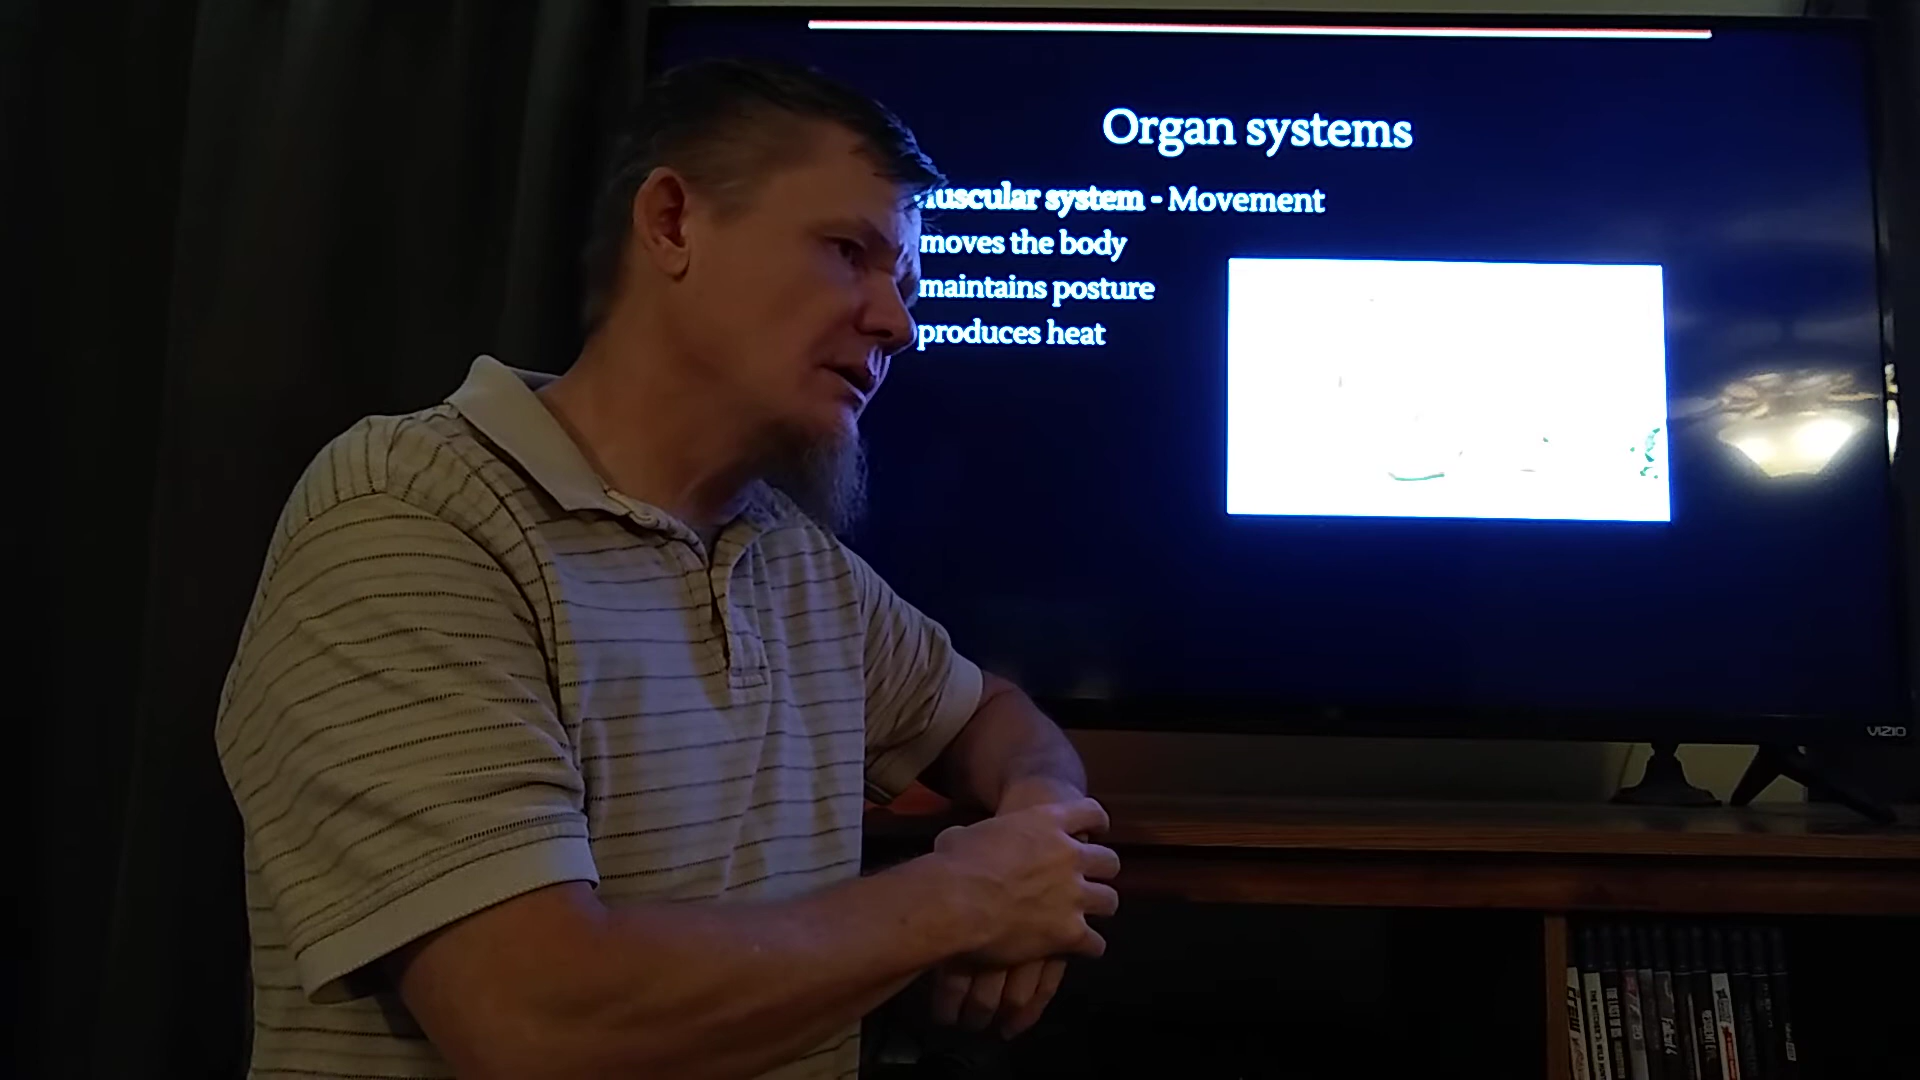 Organ systems
uscular system - Movement
moves the body
maintains posture
produces heat
VIZIO